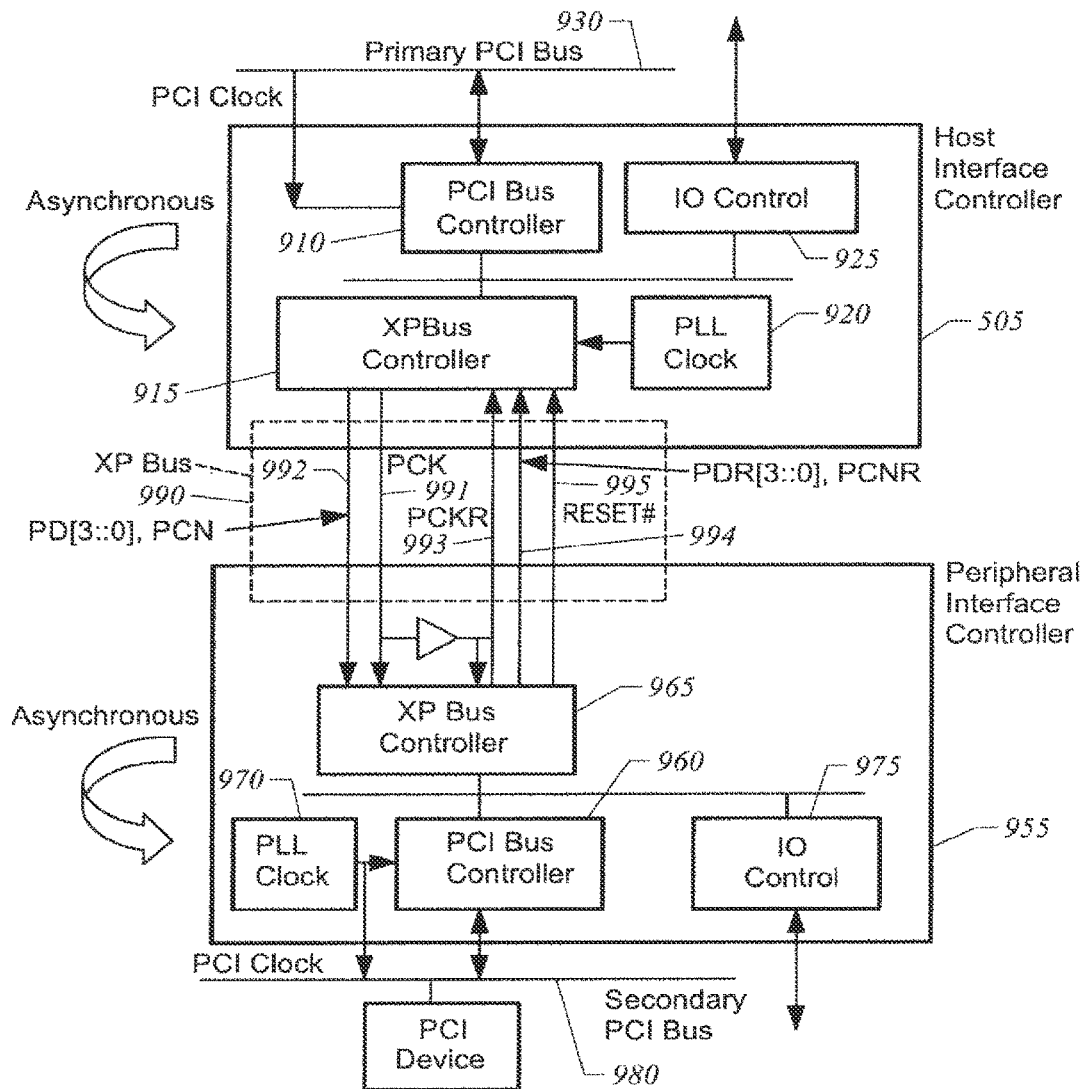 930
Primary PCI Bus
PCI Clock
Host
Interface
Controller
Asynchronous
PCI Bus
Controller
910
IO Control
925
XPBus
Controller
915
PLL
Clock
920
505
XP Bus
990
992
PCK
991
PDR[3::0], PCNR
995
PD[3::0], PCN
PCKR
993
RESET#
994
Peripheral
Interface
Controller
Asynchronous
XP Bus
Controller
965
970
960
975
PLL
Clock
PCI Bus
Controller
IO
Control
955
PCI Clock
Secondary
PCI Bus
PCI
Device
980